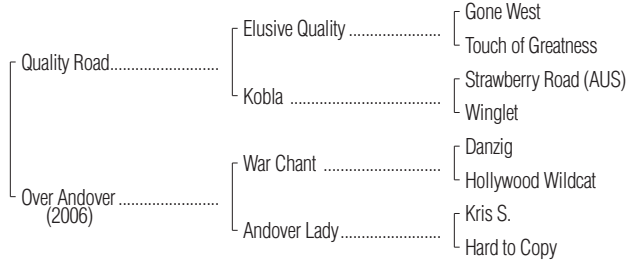 Gone West
Elusive Quality
Touch of Greatness
Quality Road
Strawberry Road (AUS)
Kobla
Winglet
Danzig
War Chant
Hollywood Wildcat
Over Andover
(2006)
Kris S.
Andover Lady
Hard to Copy